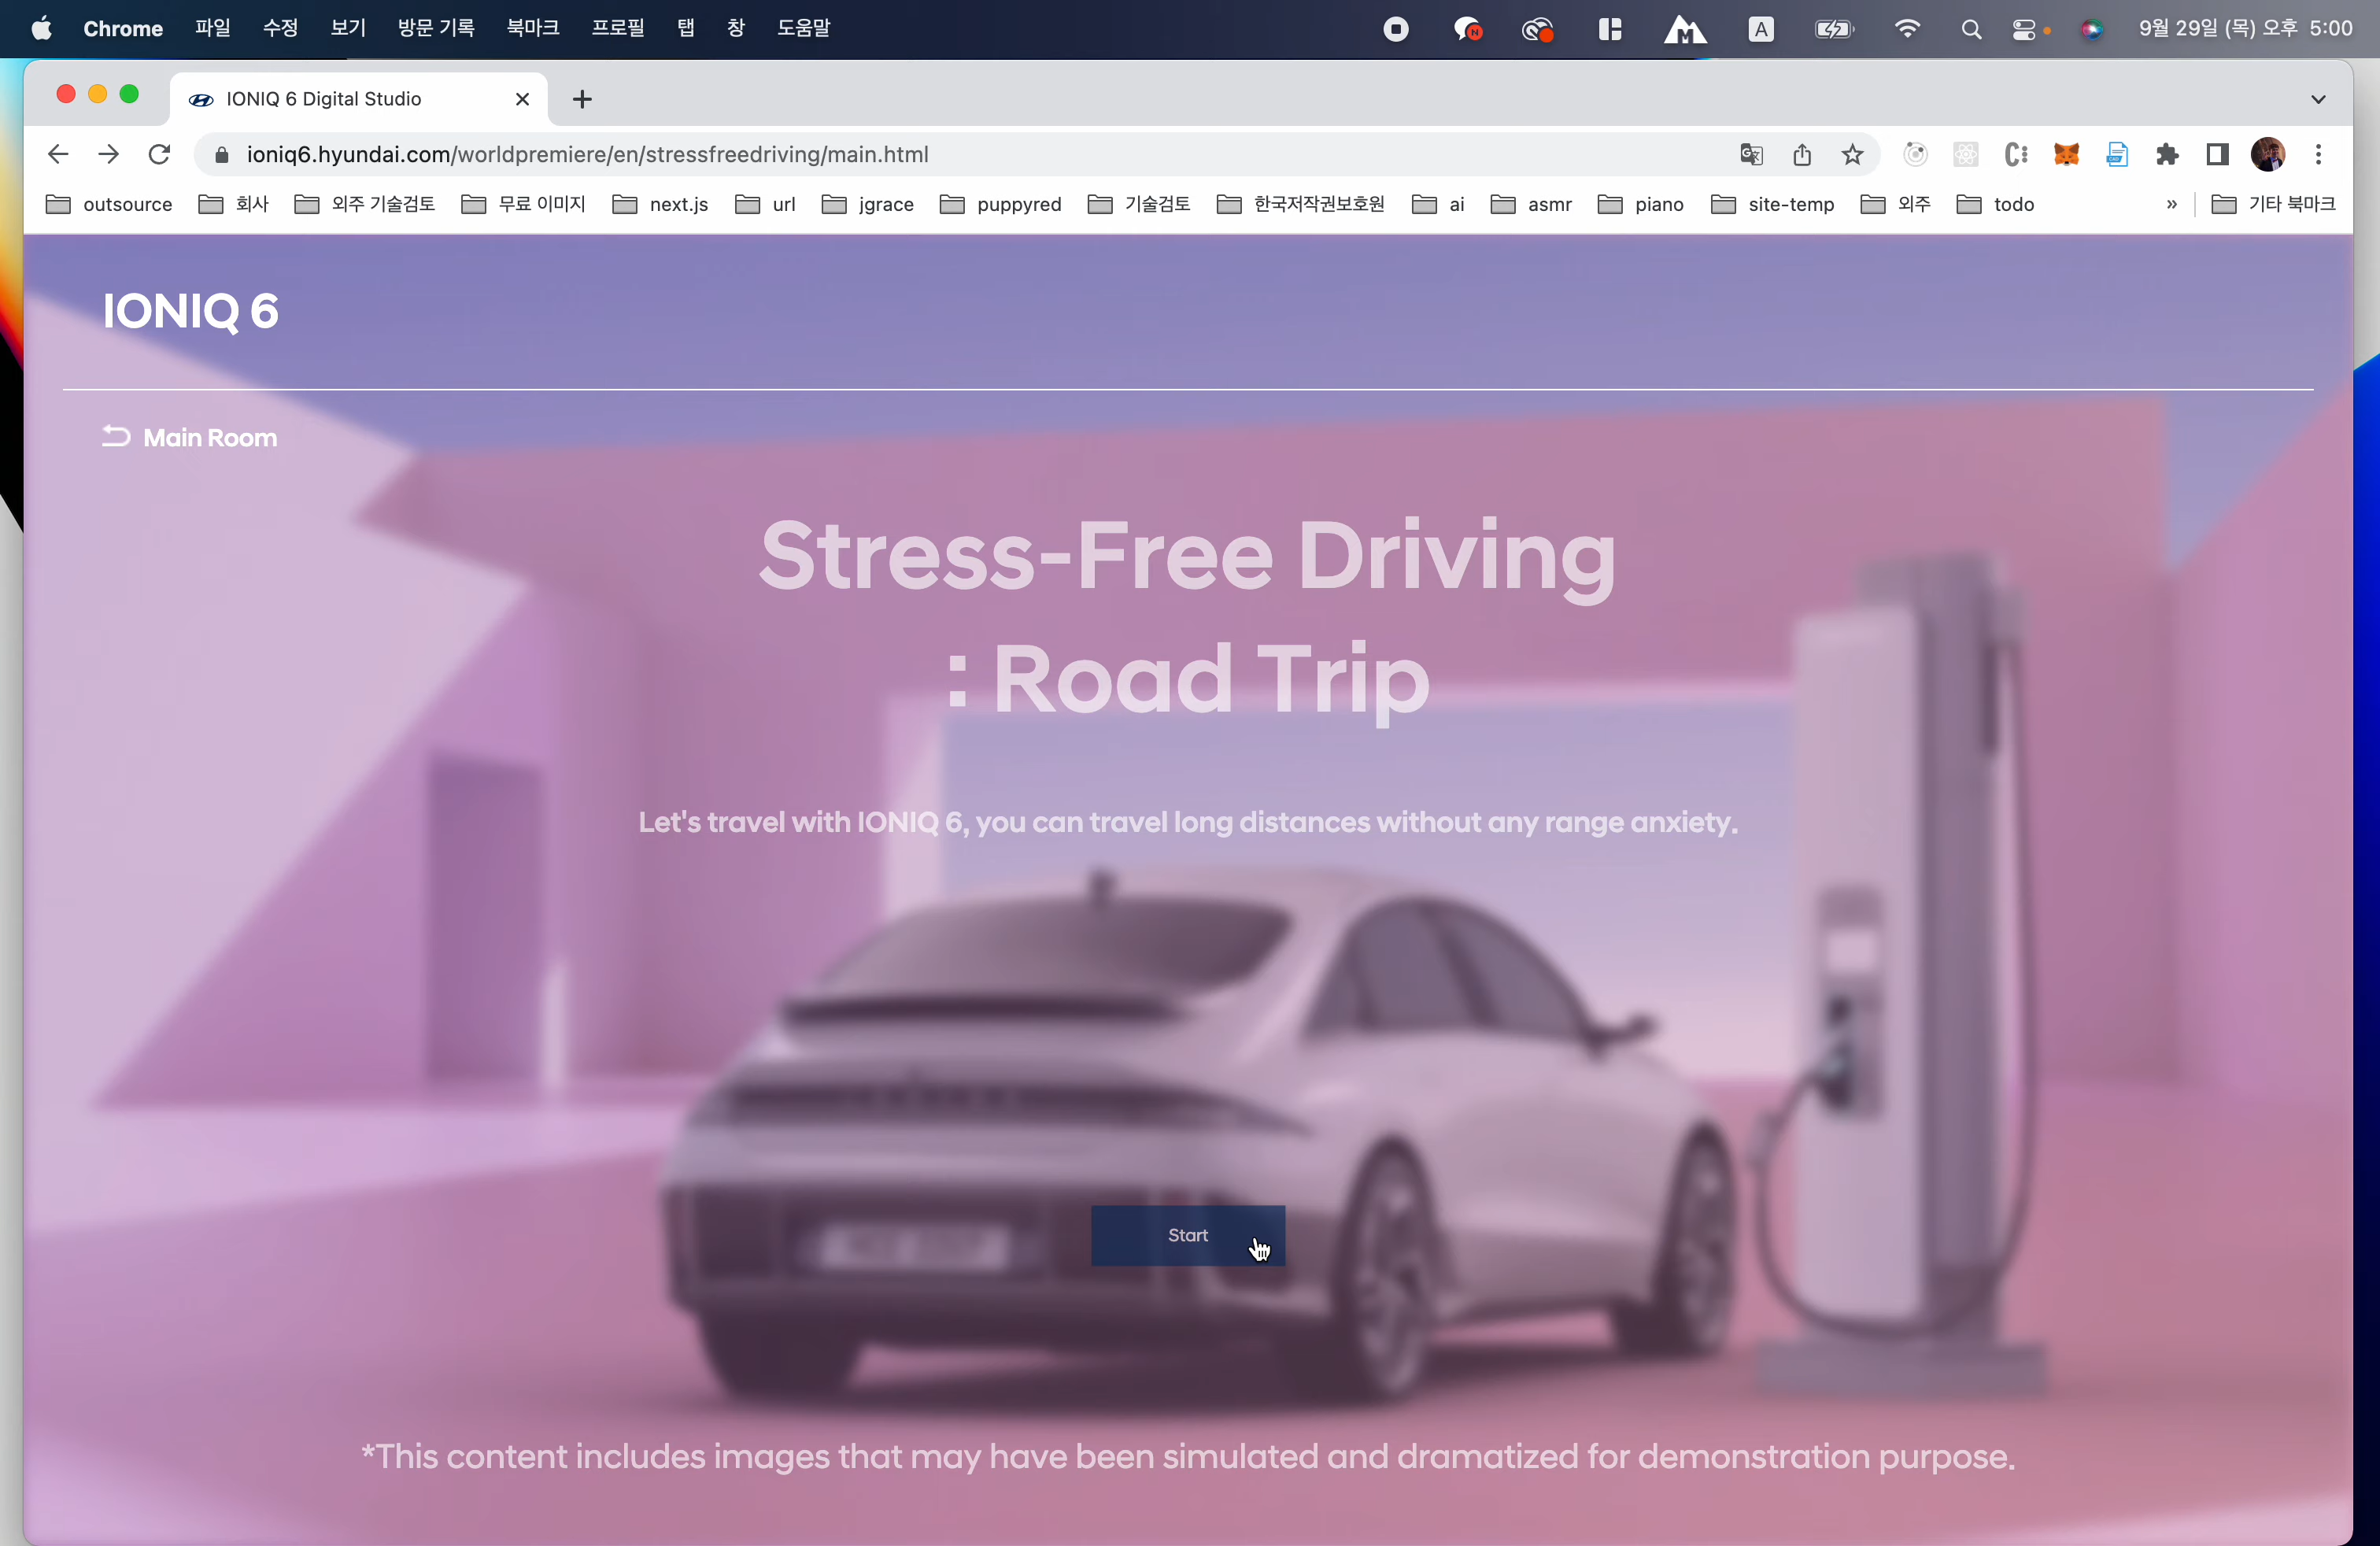 Chrome 파일 수정 보기 방문 기록 북마크 프로필 탭 창 도움말 A 9월 29일 (목) 오후 5:00
IONIQ 6 Digital Studio
ioniq6.hyundai.com/worldpremiere/en/stressfreedriving/main.html
outsource 회사 외주 기술검토 무료 이미지 next.js url jgrace puppyred 기술검토 한국저작권보호원 ai asmr piano site-temp 외주 todo » 기타 북마크
IONIQ 6
Main Room
Stress-Free Driving
: Road Trip
Let's travel with IONIQ 6, you can travel long distances without any range anxiety.
Start
*This content includes images that may have been simulated and dramatized for demonstration purpose.